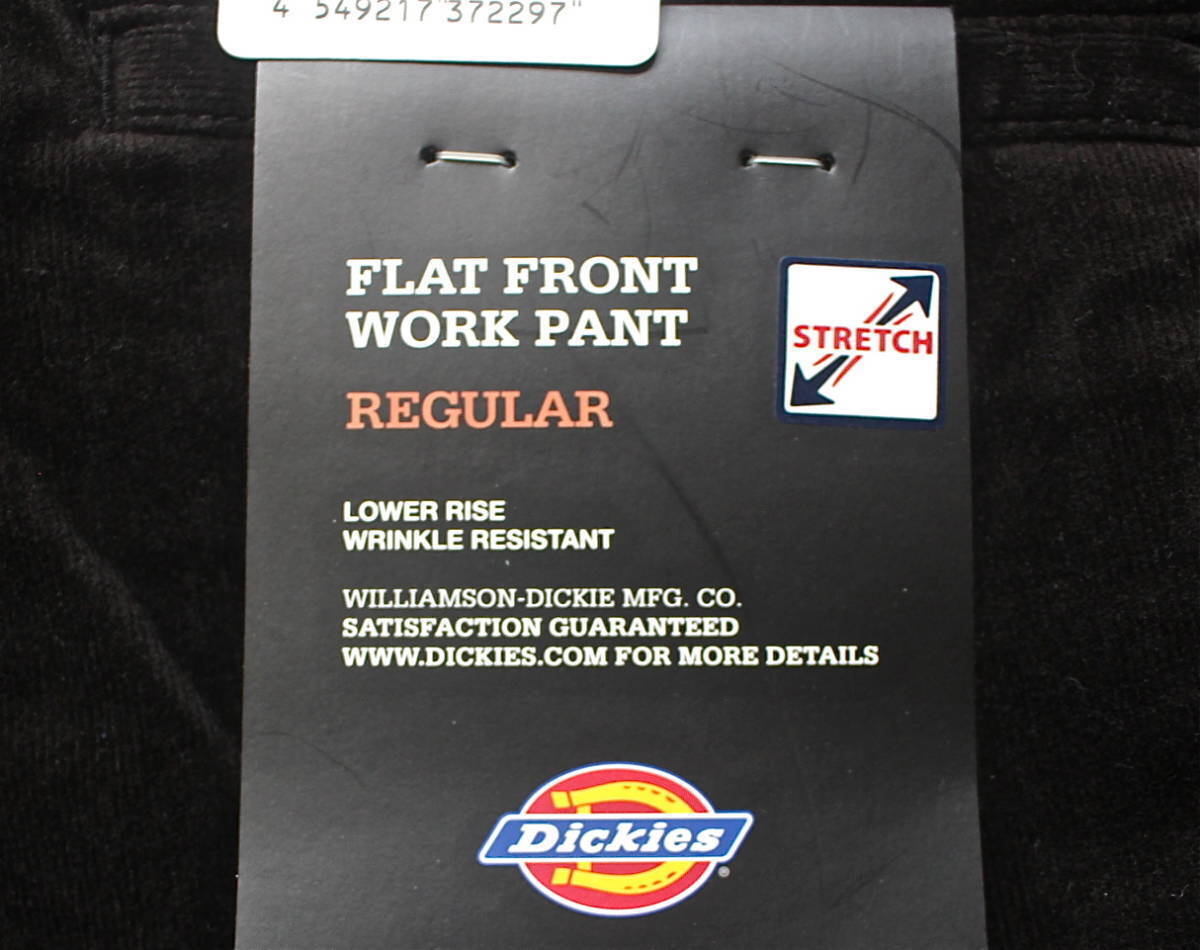 4 549217 372297
FLAT FRONT
WORK PANT
REGULAR
STRETCH
LOWER RISE
WRINKLE RESISTANT
WILLIAMSON-DICKIE MFG. CO.
SATISFACTION GUARANTEED
WWW.DICKIES.COM FOR MORE DETAILS
Dickies
®